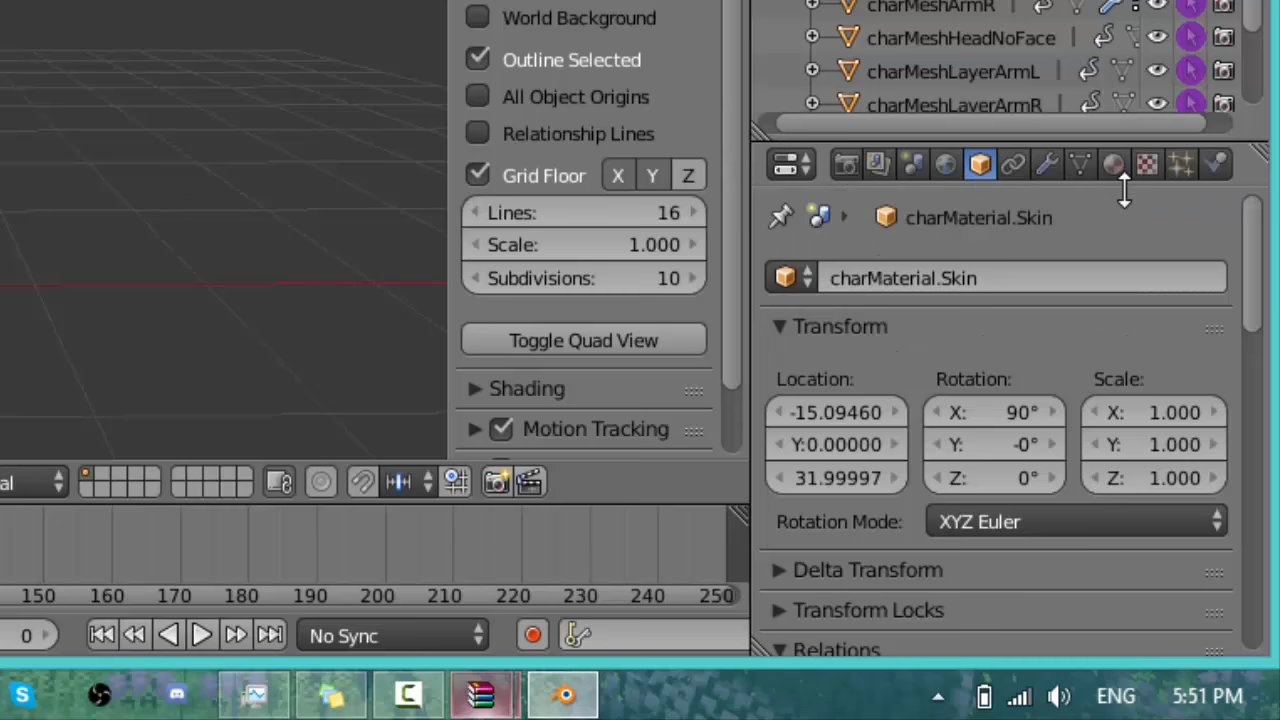 World Background
Outline Selected
All Object Origins
Relationship Lines
Grid Floor X Y Z
Lines: 16
Scale: 1.000
Subdivisions: 10
Toggle Quad View
Shading
Motion Tracking
al
150 160 170 180 190 200 210 220 230 240 250
0
No Sync
charMeshArmR
charMeshHeadNoFace
charMeshLayerArmL
charMeshLayerArmR
charMaterial.Skin
charMaterial.Skin
Transform
Location: Rotation: Scale:
-15.09460 X: 90° X: 1.000
Y:0.00000 Y: -0° Y: 1.000
31.99997 Z: 0° Z: 1.000
Rotation Mode: XYZ Euler
Delta Transform
Transform Locks
Relations
S C ENG 5:51 PM